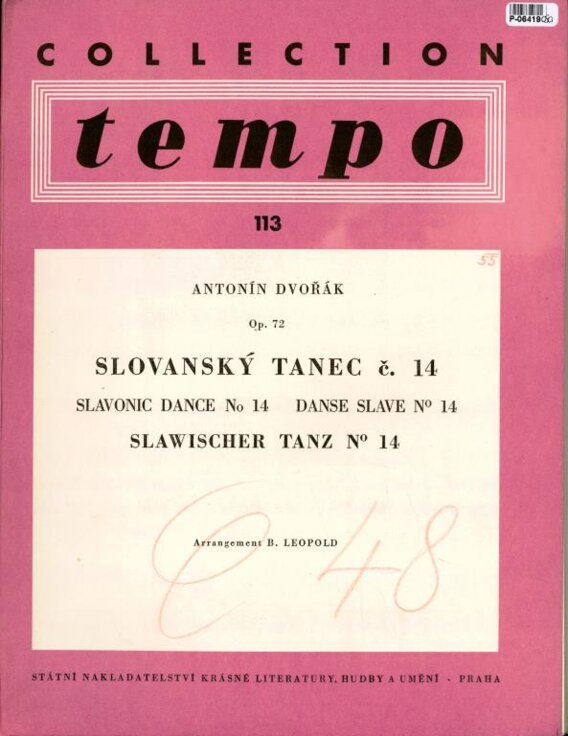 P-06419
COLLECTION
tempo
113
55
ANTONÍN DVOŘÁK
Op. 72
SLOVANSKÝ TANEC č. 14
SLAVONIC DANCE No 14 DANSE SLAVE Nº 14
SLAWISCHER TANZ Nº 14
Arrangement B. LEOPOLD
C 48
STÁTNÍ NAKLADATELSTVÍ KRÁSNÉ LITERATURY, HUDBY A UMĚNÍ - PRAHA